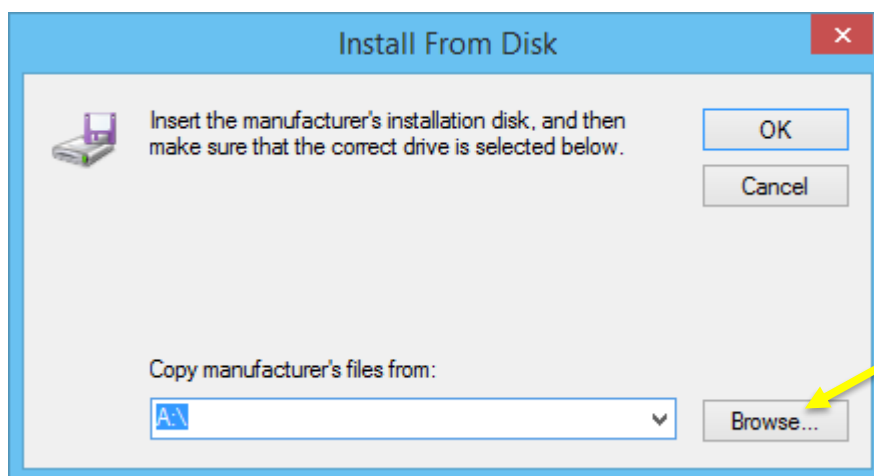 Install From Disk
Insert the manufacturer's installation disk, and then
make sure that the correct drive is selected below.
OK
Cancel
Copy manufacturer's files from:
A:\
Browse...